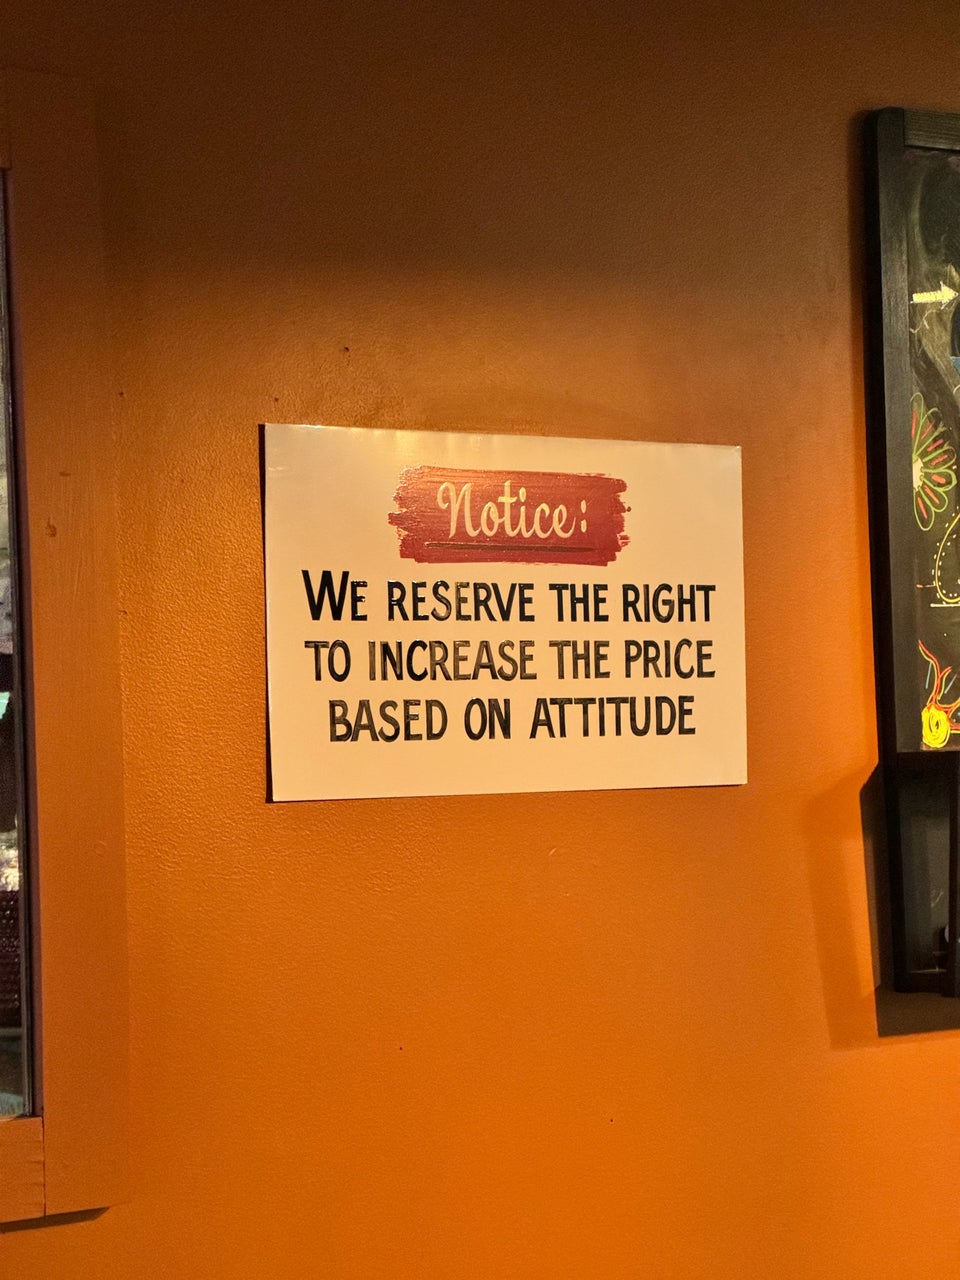 Notice:
WE RESERVE THE RIGHT
TO INCREASE THE PRICE
BASED ON ATTITUDE